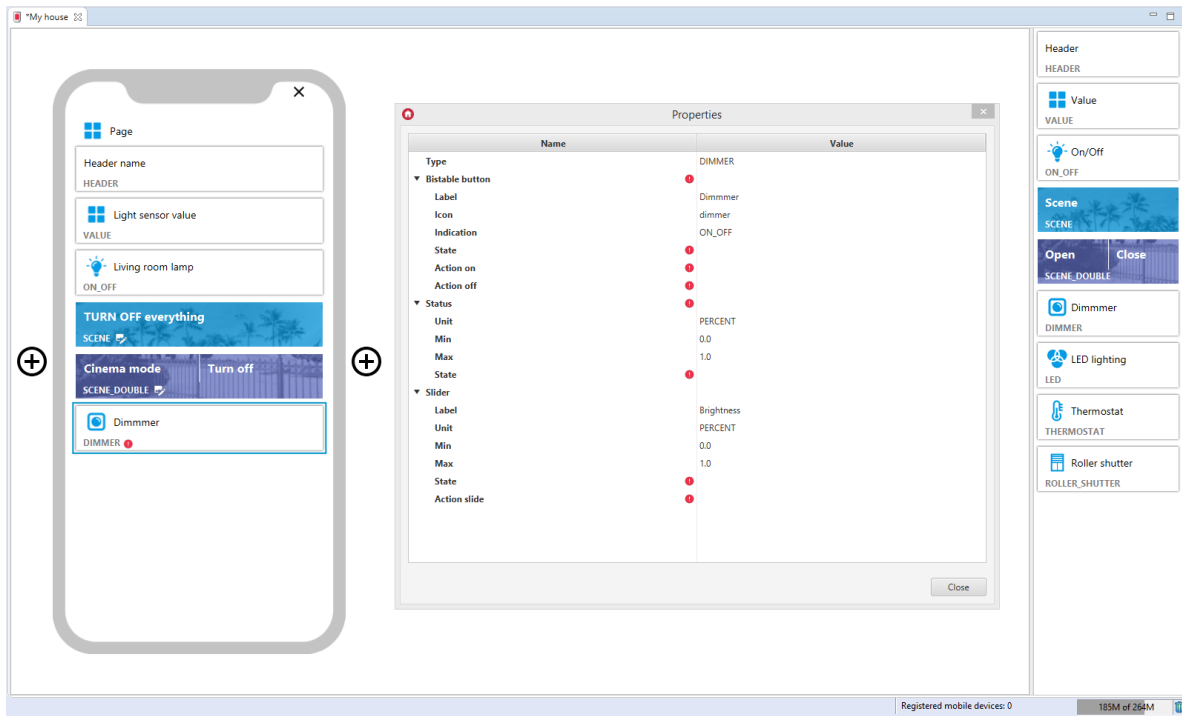 *My house
Page
Header name
HEADER
Light sensor value
VALUE
Living room lamp
ON_OFF
TURN OFF everything
SCENE
Cinema mode Turn off
SCENE_DOUBLE
Dimmmer
DIMMER
Properties
Name Value
Type DIMMER
Bistable button
Label Dimmmer
Icon dimmer
Indication ON_OFF
State
Action on
Action off
Status
Unit PERCENT
Min 0.0
Max 1.0
State
Slider
Label Brightness
Unit PERCENT
Min 0.0
Max 1.0
State
Action slide
Close
Header
HEADER
Value
VALUE
On/Off
ON_OFF
Scene
SCENE
Open Close
SCENE_DOUBLE
Dimmmer
DIMMER
LED lighting
LED
Thermostat
THERMOSTAT
Roller shutter
ROLLER_SHUTTER
Registered mobile devices: 0
185M of 264M